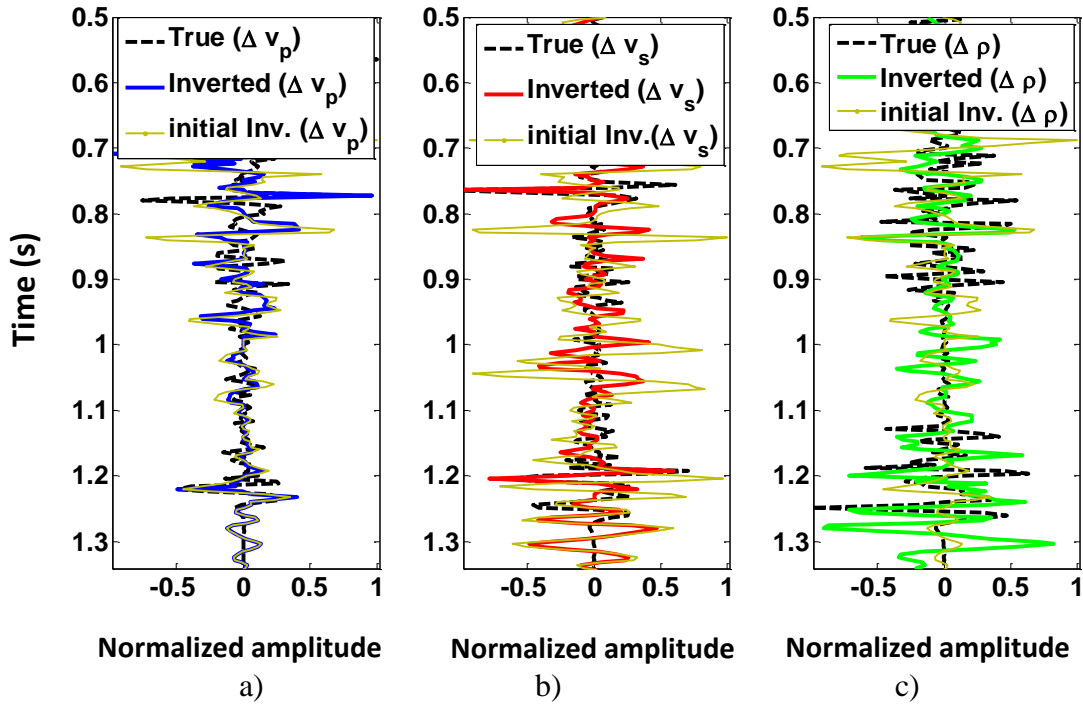 True (Δ vp)
Inverted (Δ vp)
initial Inv. (Δ vp)
0.5
0.6
0.7
0.8
0.9
1
1.1
1.2
1.3
Time (s)
-0.5
0
0.5
1
Normalized amplitude
a)
True (Δ vs)
Inverted (Δ vs)
initial Inv.(Δ vs)
0.5
0.6
0.7
0.8
0.9
1
1.1
1.2
1.3
-0.5
0
0.5
1
Normalized amplitude
b)
True (Δ ρ)
Inverted (Δ ρ)
initial Inv. (Δ ρ)
0.5
0.6
0.7
0.8
0.9
1
1.1
1.2
1.3
-0.5
0
0.5
1
Normalized amplitude
c)